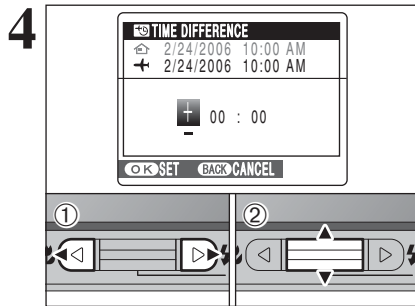 4
TIME DIFFERENCE
2/24/2006 10:00 AM
2/24/2006 10:00 AM
+ 00 : 00
OK SET BACK CANCEL
① ②